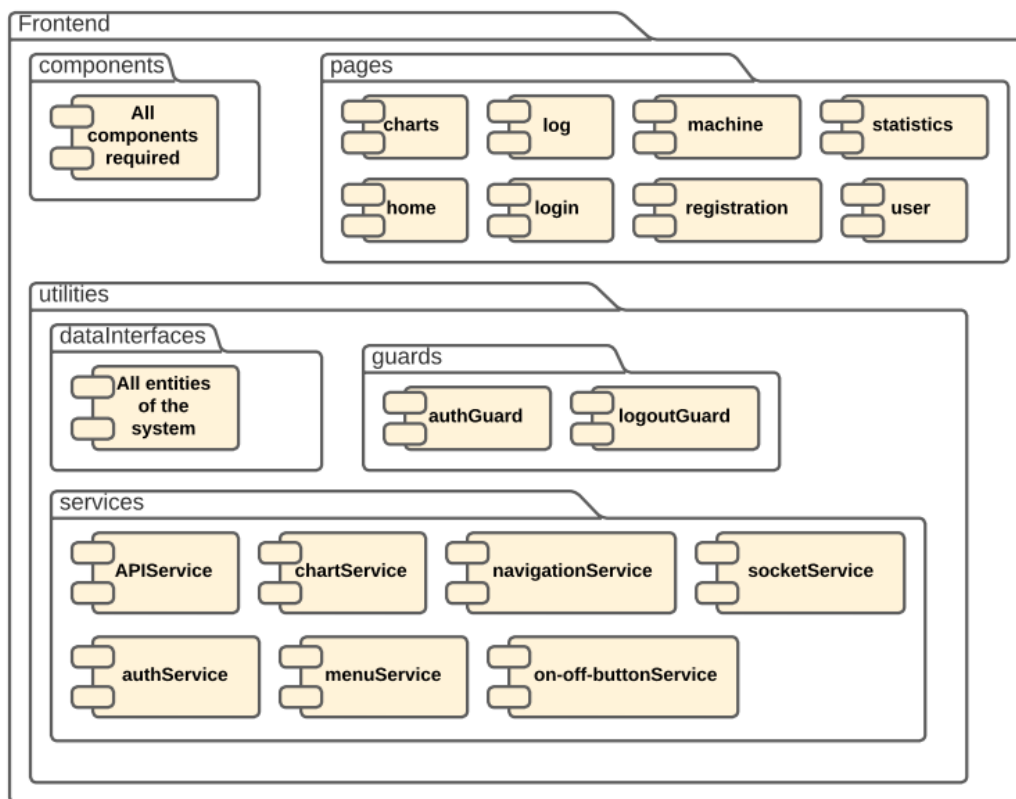 Frontend
components
All
components
required
pages
charts
log
machine
statistics
home
login
registration
user
utilities
dataInterfaces
All entities
of the
system
guards
authGuard
logoutGuard
services
APIService
chartService
navigationService
socketService
authService
menuService
on-off-buttonService